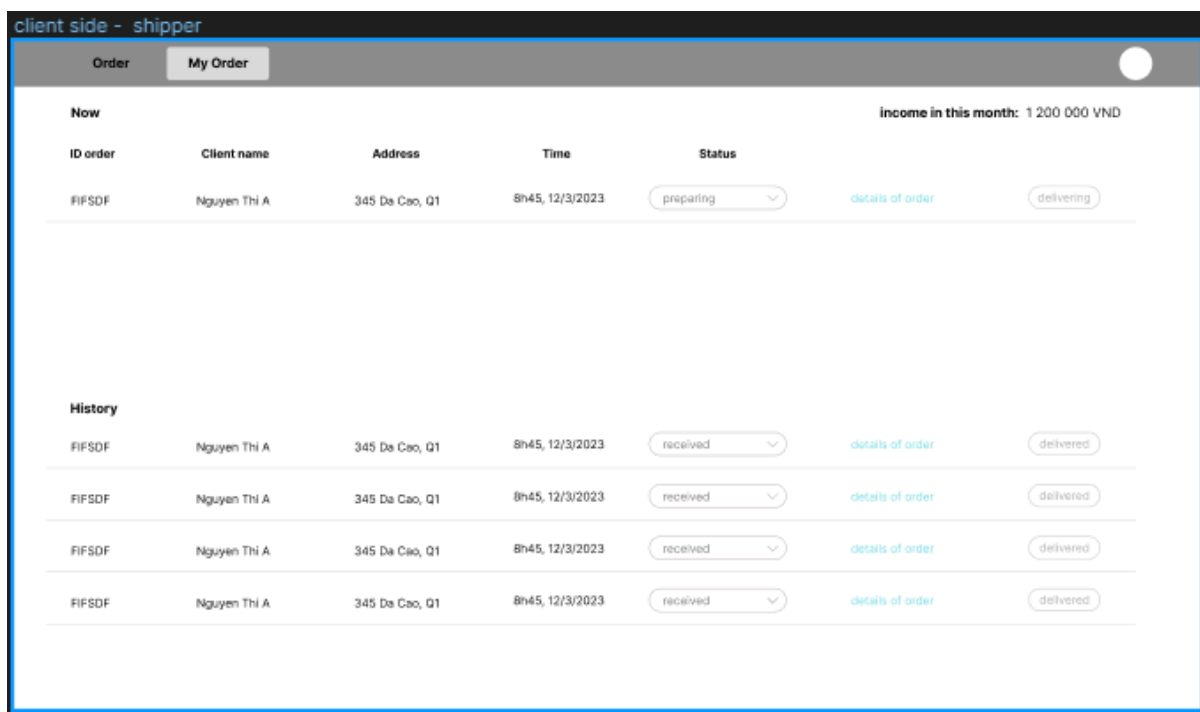 client side - shipper
Order My Order
Now income in this month: 1 200 000 VND
ID order Client name Address Time Status
FIFSDF Nguyen Thi A 345 Da Cao, Q1 8h45, 12/3/2023 preparing details of order delivering
History
FIFSDF Nguyen Thi A 345 Da Cao, Q1 8h45, 12/3/2023 received details of order delivered
FIFSDF Nguyen Thi A 345 Da Cao, Q1 8h45, 12/3/2023 received details of order delivered
FIFSDF Nguyen Thi A 345 Da Cao, Q1 8h45, 12/3/2023 received details of order delivered
FIFSDF Nguyen Thi A 345 Da Cao, Q1 8h45, 12/3/2023 received details of order delivered